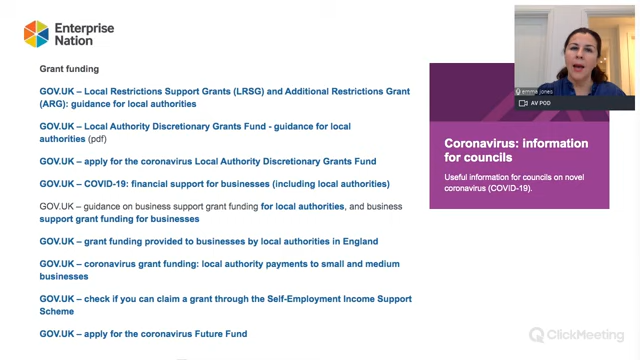 Enterprise
Nation
Grant funding
GOV.UK – Local Restrictions Support Grants (LRSG) and Additional Restrictions Grant
(ARG): guidance for local authorities
GOV.UK – Local Authority Discretionary Grants Fund - guidance for local
authorities (pdf)
GOV.UK – apply for the coronavirus Local Authority Discretionary Grants Fund
GOV.UK – COVID-19: financial support for businesses (including local authorities)
GOV.UK – guidance on business support grant funding for local authorities, and business
support grant funding for businesses
GOV.UK – grant funding provided to businesses by local authorities in England
GOV.UK – coronavirus grant funding: local authority payments to small and medium
businesses
GOV.UK – check if you can claim a grant through the Self-Employment Income Support
Scheme
GOV.UK – apply for the coronavirus Future Fund
emma jones
AV POD
Coronavirus: information
for councils
Useful information for councils on novel
coronavirus (COVID-19).
ClickMeeting